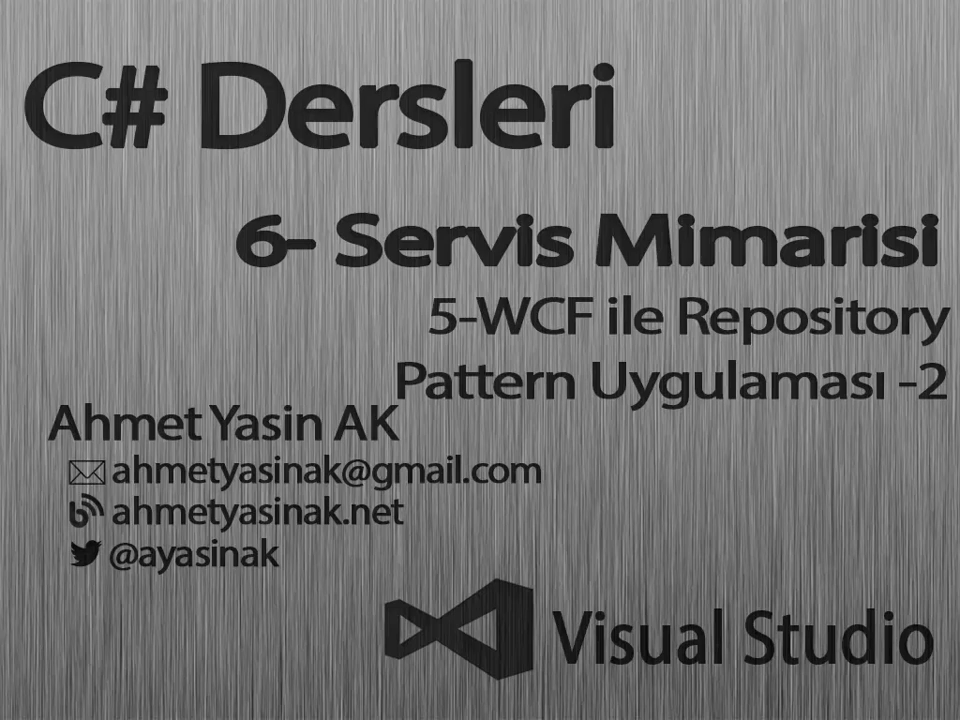 C# Dersleri
6- Servis Mimarisi
5-WCF ile Repository
Pattern Uygulaması -2
Ahmet Yasin AK
ahmetyasinak@gmail.com
ahmetyasinak.net
@ayasinak
Visual Studio